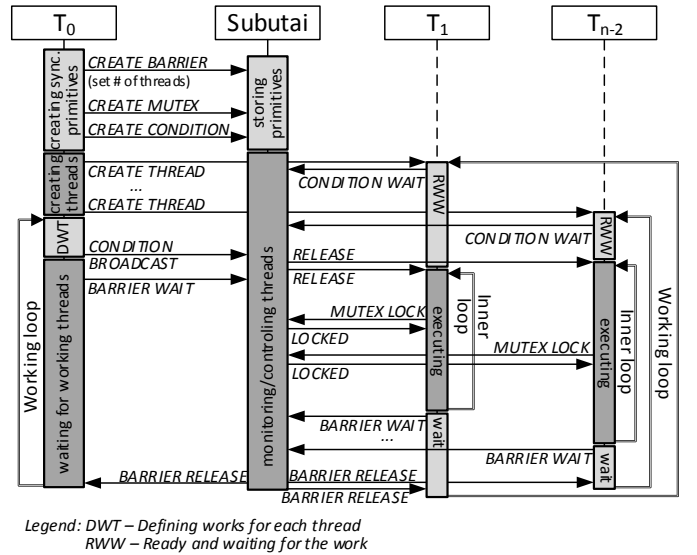 T0
Subutai
T1
Tn-2
creating sync.
primitives
CREATE BARRIER
(set # of threads)
CREATE MUTEX
CREATE CONDITION
storing
primitives
creating
threads
CREATE THREAD
...
CREATE THREAD
CONDITION WAIT
RWW
DWT
CONDITION
BROADCAST
BARRIER WAIT
CONDITION WAIT
RWW
RELEASE
RELEASE
Working loop
waiting for working threads
monitoring/controling threads
MUTEX LOCK
LOCKED
MUTEX LOCK
LOCKED
executing
Inner
loop
executing
Inner loop
Working loop
BARRIER WAIT
...
wait
BARRIER WAIT
wait
BARRIER RELEASE
BARRIER RELEASE
BARRIER RELEASE
Legend: DWT – Defining works for each thread
RWW – Ready and waiting for the work